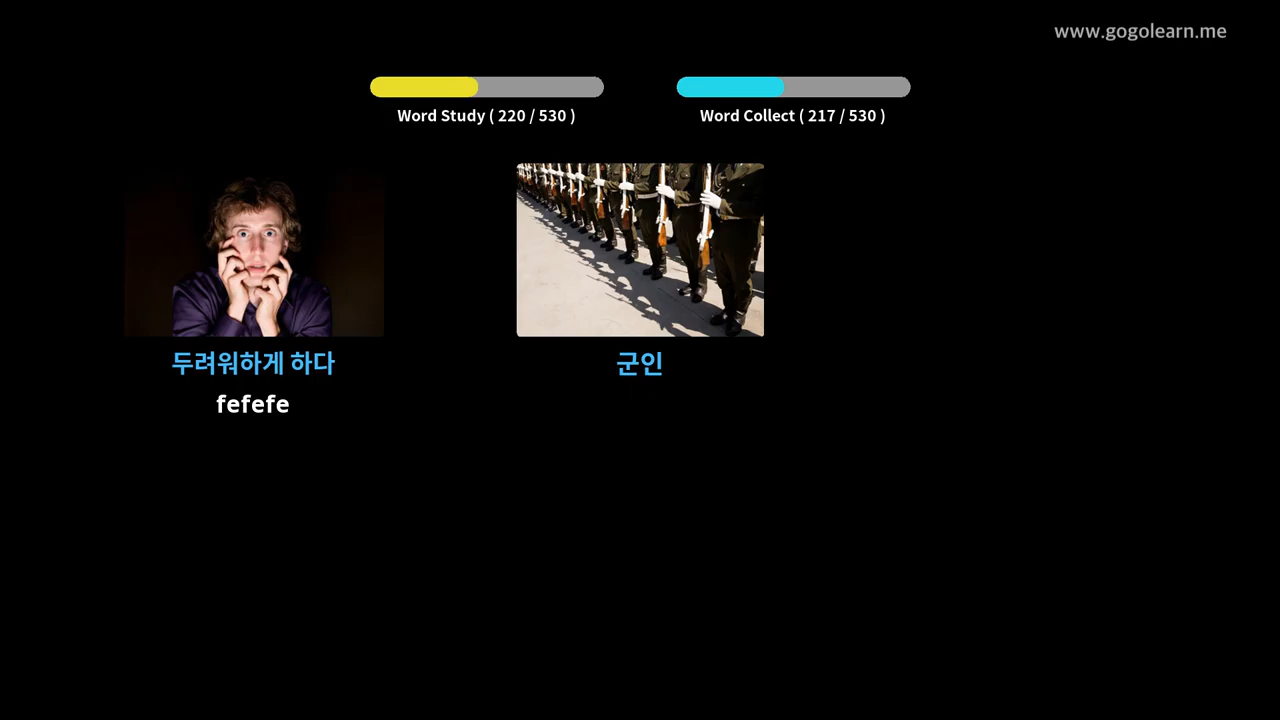 www.gogolearn.me
Word Study ( 220 / 530 )
Word Collect ( 217 / 530 )
두려워하게 하다
군인
fefefe